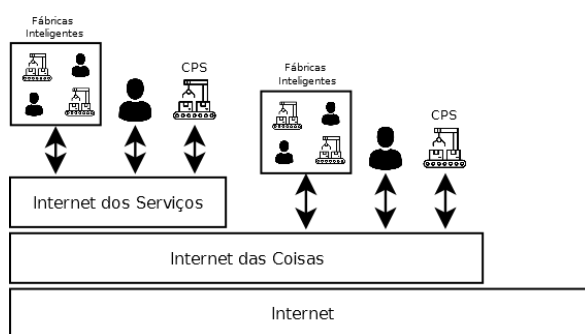 Fábricas
Inteligentes
CPS
Fábricas
Inteligentes
CPS
Internet dos Serviços
Internet das Coisas
Internet